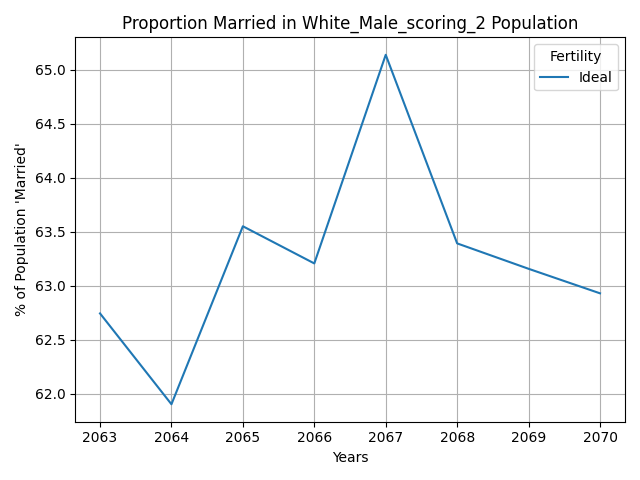 Proportion Married in White_Male_scoring_2 Population
Fertility
Ideal
% of Population 'Married'
65.0
64.5
64.0
63.5
63.0
62.5
62.0
2063 2064 2065 2066 2067 2068 2069 2070
Years